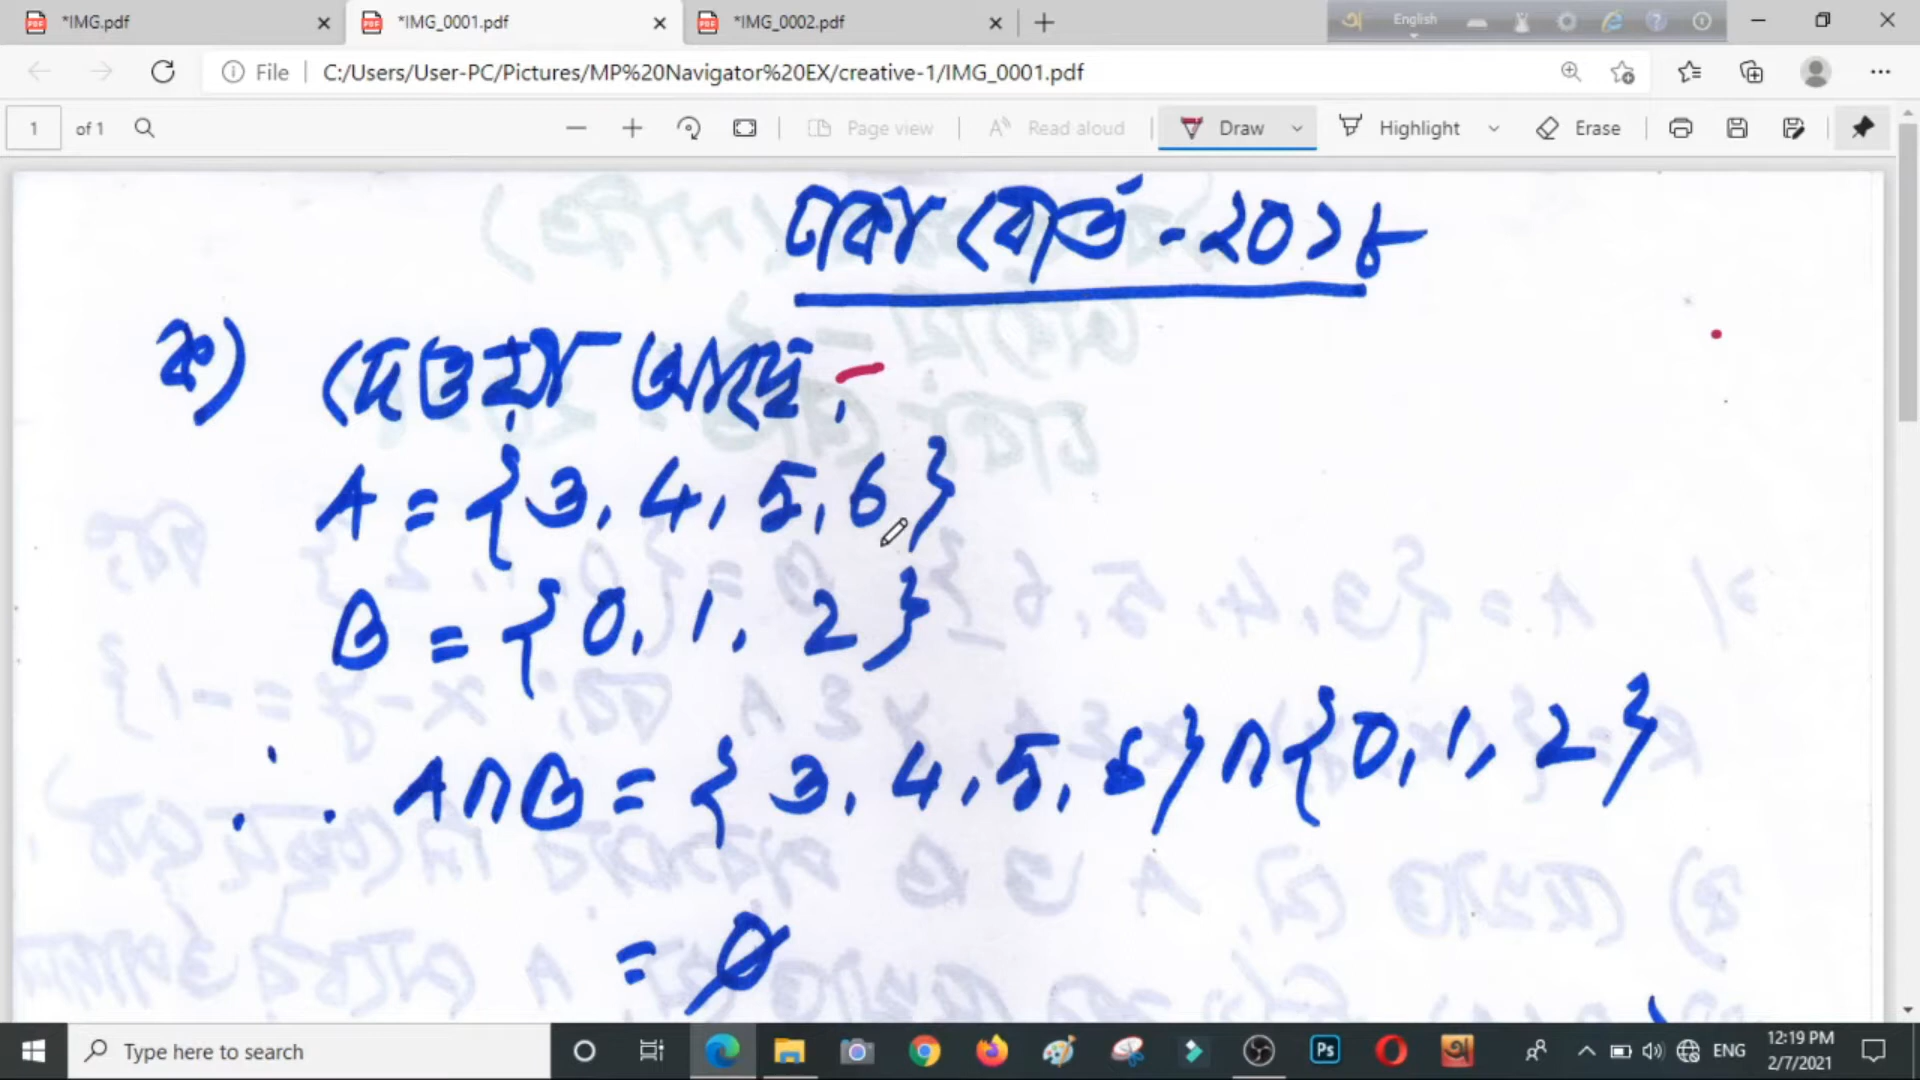 *IMG.pdf
*IMG_0001.pdf
*IMG_0002.pdf
English
File
C:/Users/User-PC/Pictures/MP%20Navigator%20EX/creative-1/IMG_0001.pdf
1 of 1
Page view
Read aloud
Draw
Highlight
Erase
ঢাকা বোর্ড - ২০১৮
ক) দেওয়া আছে,
A = {3, 4, 5, 6}
B = {0, 1, 2}
∴ A∩B = {3, 4, 5, 6} ∩ {0, 1, 2}
= ∅
Type here to search
ENG
12:19 PM
2/7/2021